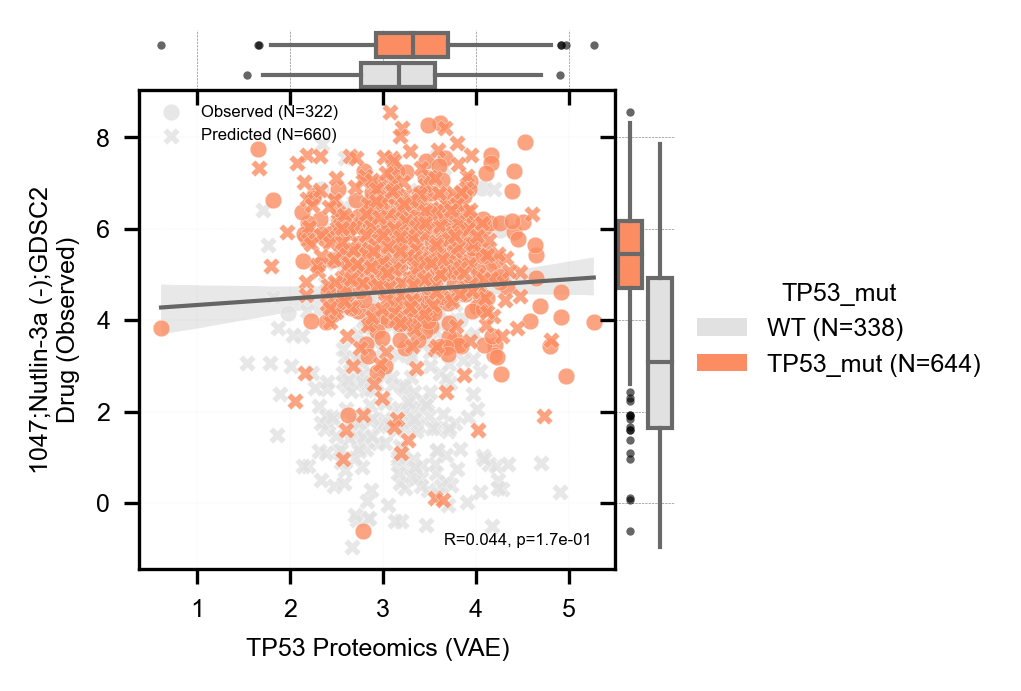 Observed (N=322)
Predicted (N=660)
8
6
4
2
0
1047;Nutlin-3a (-);GDSC2
Drug (Observed)
R=0.044, p=1.7e-01
1 2 3 4 5
TP53 Proteomics (VAE)
TP53_mut
WT (N=338)
TP53_mut (N=644)